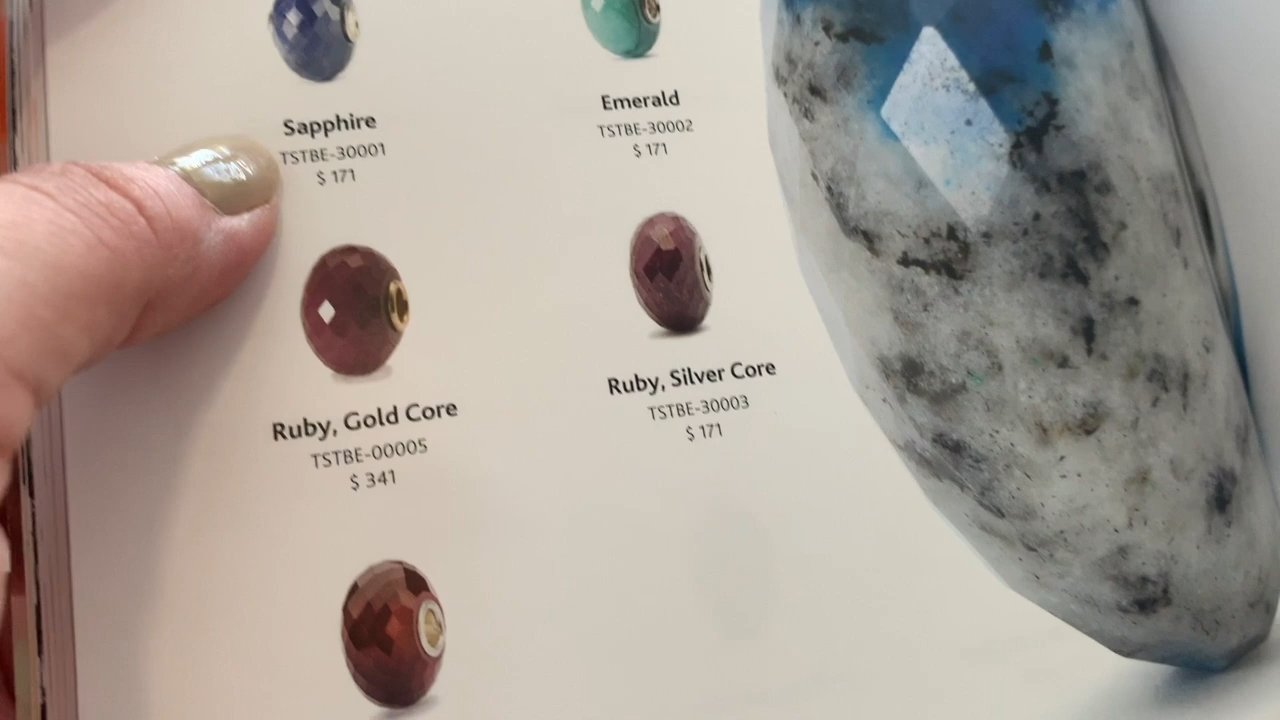 Sapphire
TSTBE-30001
$ 171
Emerald
TSTBE-30002
$ 171
Ruby, Gold Core
TSTBE-00005
$ 341
Ruby, Silver Core
TSTBE-30003
$ 171